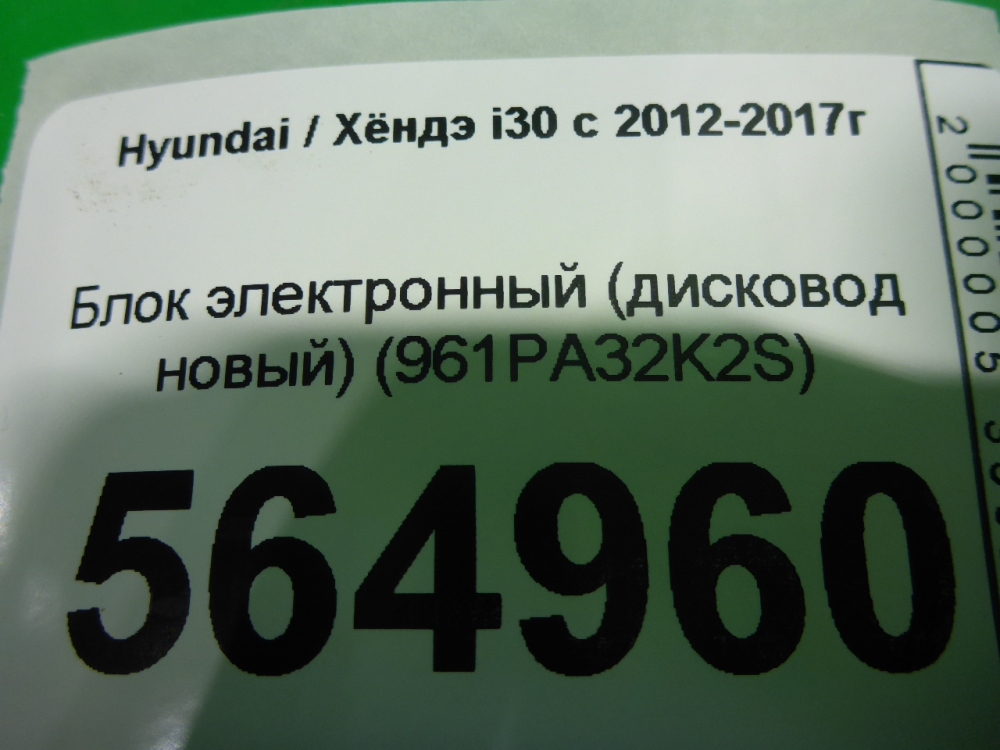 Hyundai / Хёндэ i30 с 2012-2017г
Блок электронный (дисковод
новый) (961PA32K2S)
564960
2000005